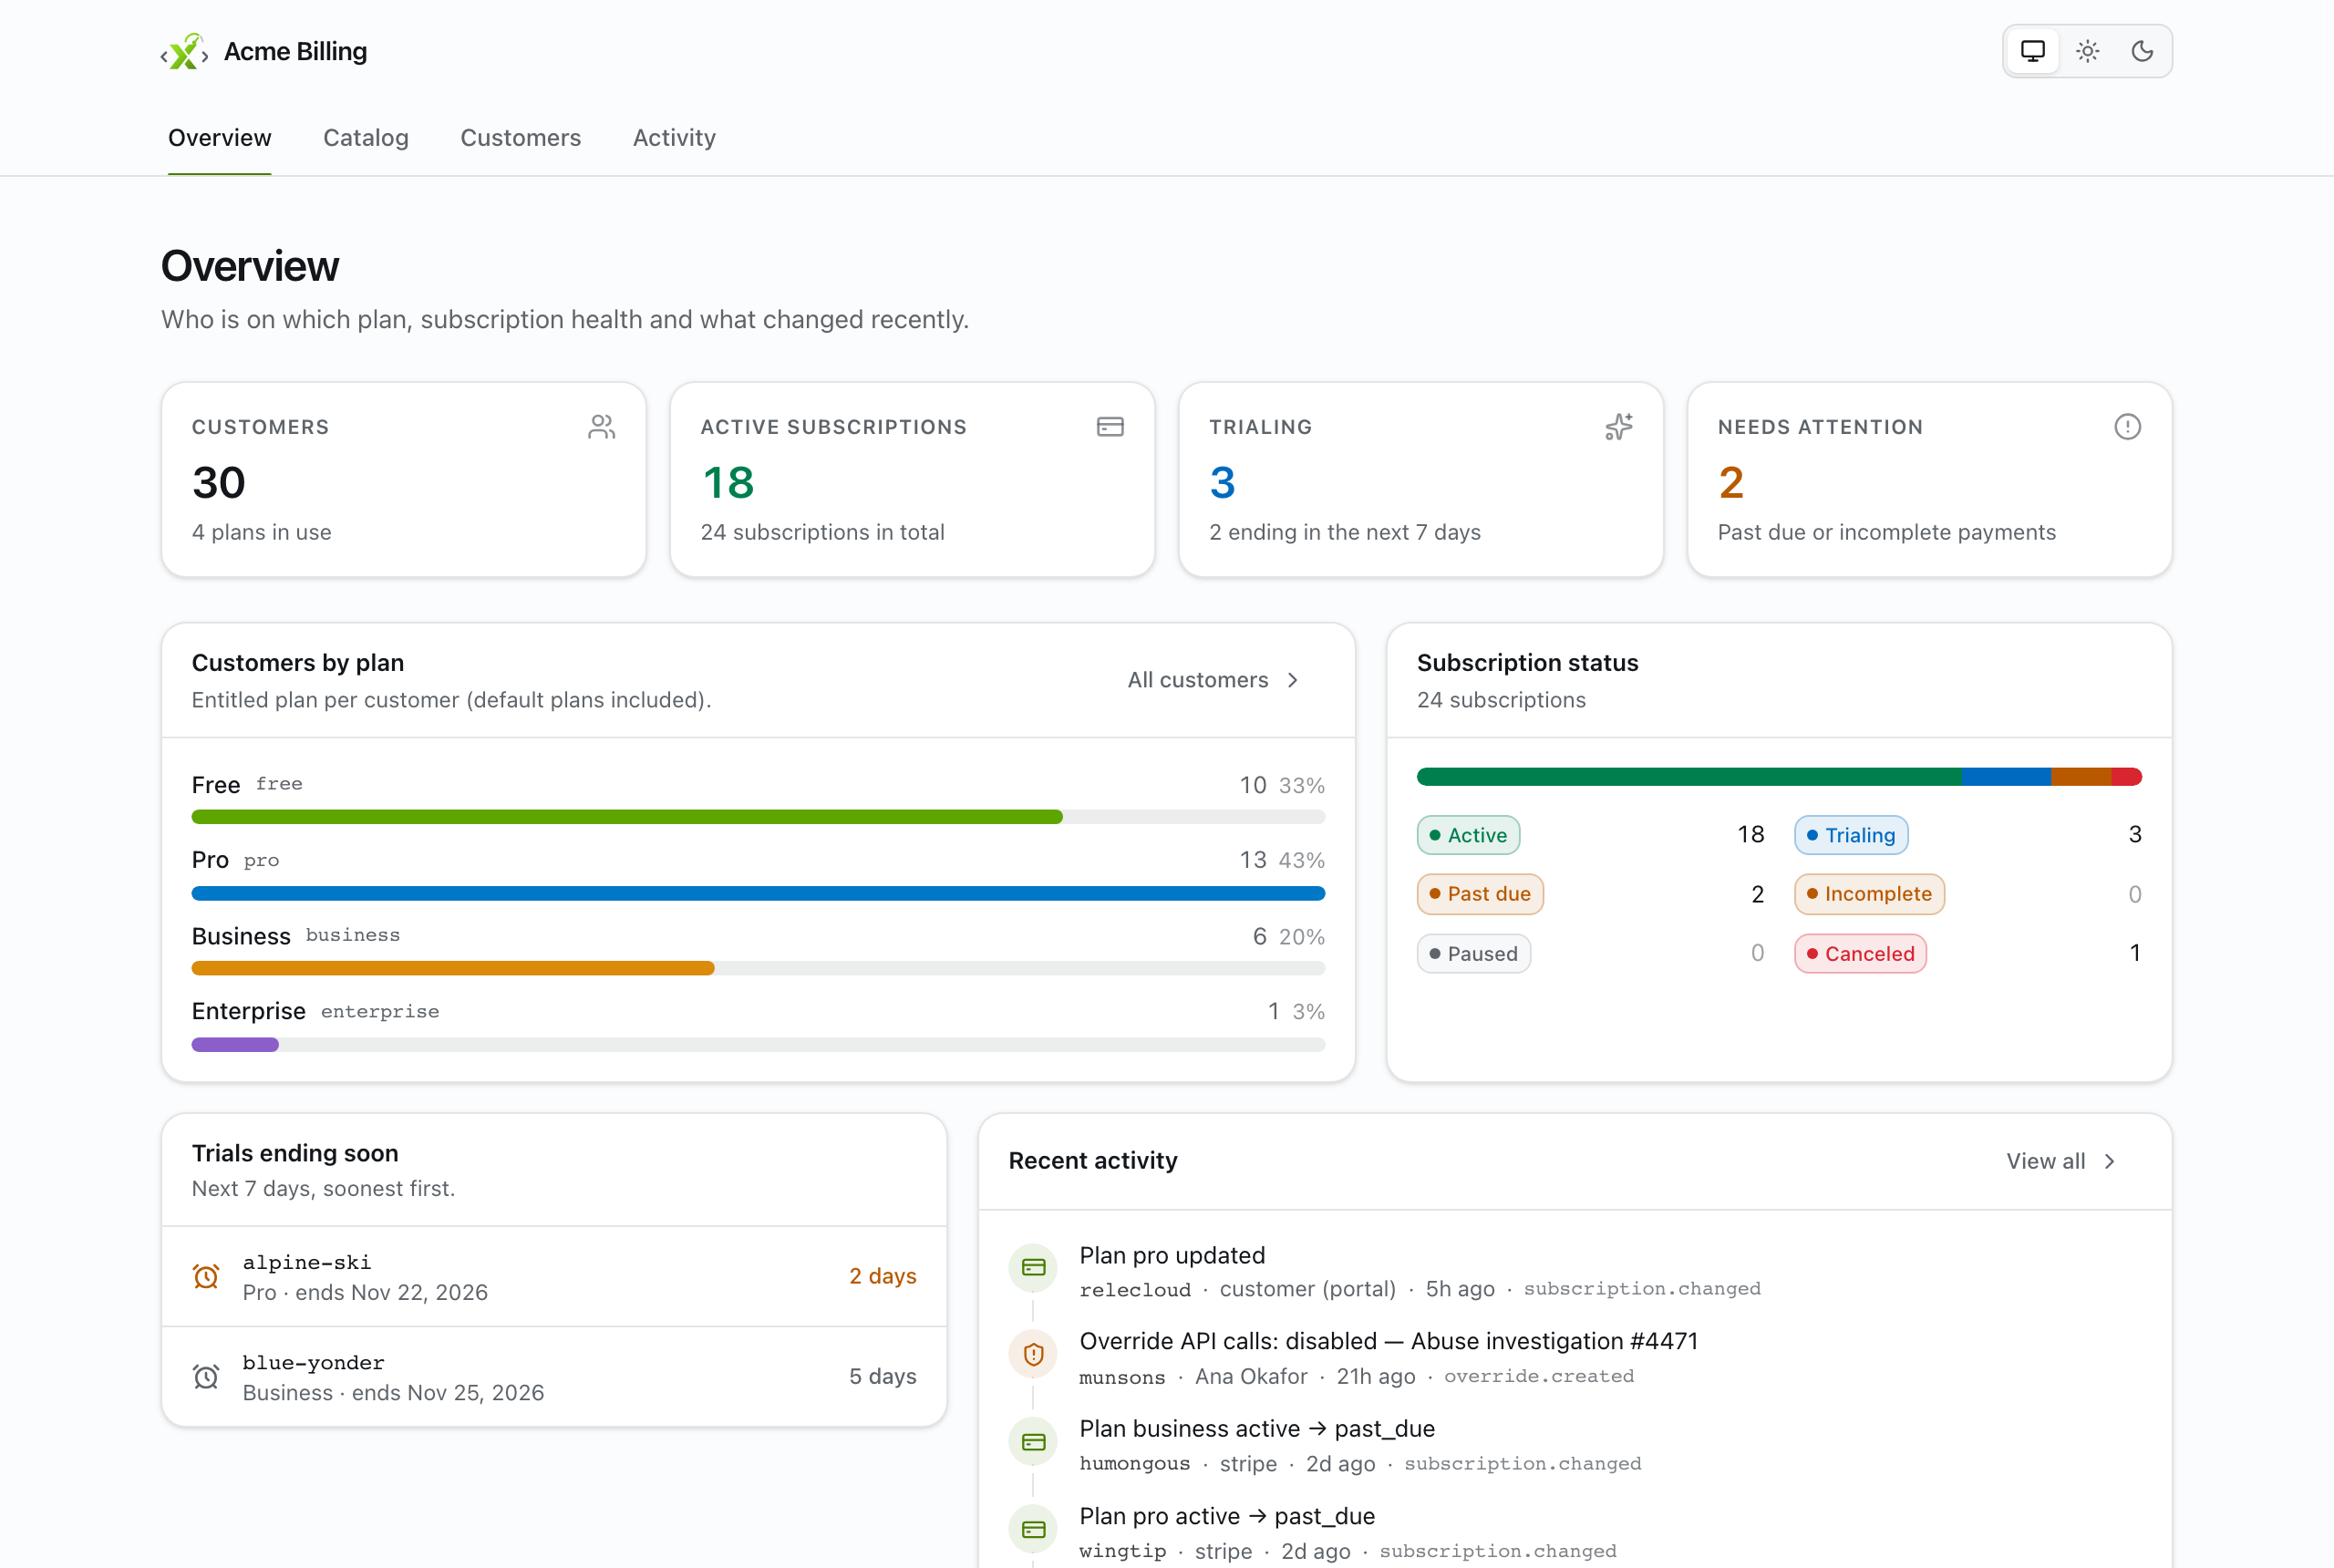 Acme Billing
Overview Catalog Customers Activity
Overview
Who is on which plan, subscription health and what changed recently.
CUSTOMERS
30
4 plans in use
ACTIVE SUBSCRIPTIONS
18
24 subscriptions in total
TRIALING
3
2 ending in the next 7 days
NEEDS ATTENTION
2
Past due or incomplete payments
Customers by plan
Entitled plan per customer (default plans included).
All customers
Free free 10 33%
Pro pro 13 43%
Business business 6 20%
Enterprise enterprise 1 3%
Subscription status
24 subscriptions
Active 18 Trialing 3
Past due 2 Incomplete 0
Paused 0 Canceled 1
Trials ending soon
Next 7 days, soonest first.
alpine-ski
Pro · ends Nov 22, 2026
2 days
blue-yonder
Business · ends Nov 25, 2026
5 days
Recent activity
View all
Plan pro updated
relecloud · customer (portal) · 5h ago · subscription.changed
Override API calls: disabled — Abuse investigation #4471
munsons · Ana Okafor · 21h ago · override.created
Plan business active → past_due
humongous · stripe · 2d ago · subscription.changed
Plan pro active → past_due
wingtip · stripe · 2d ago · subscription.changed